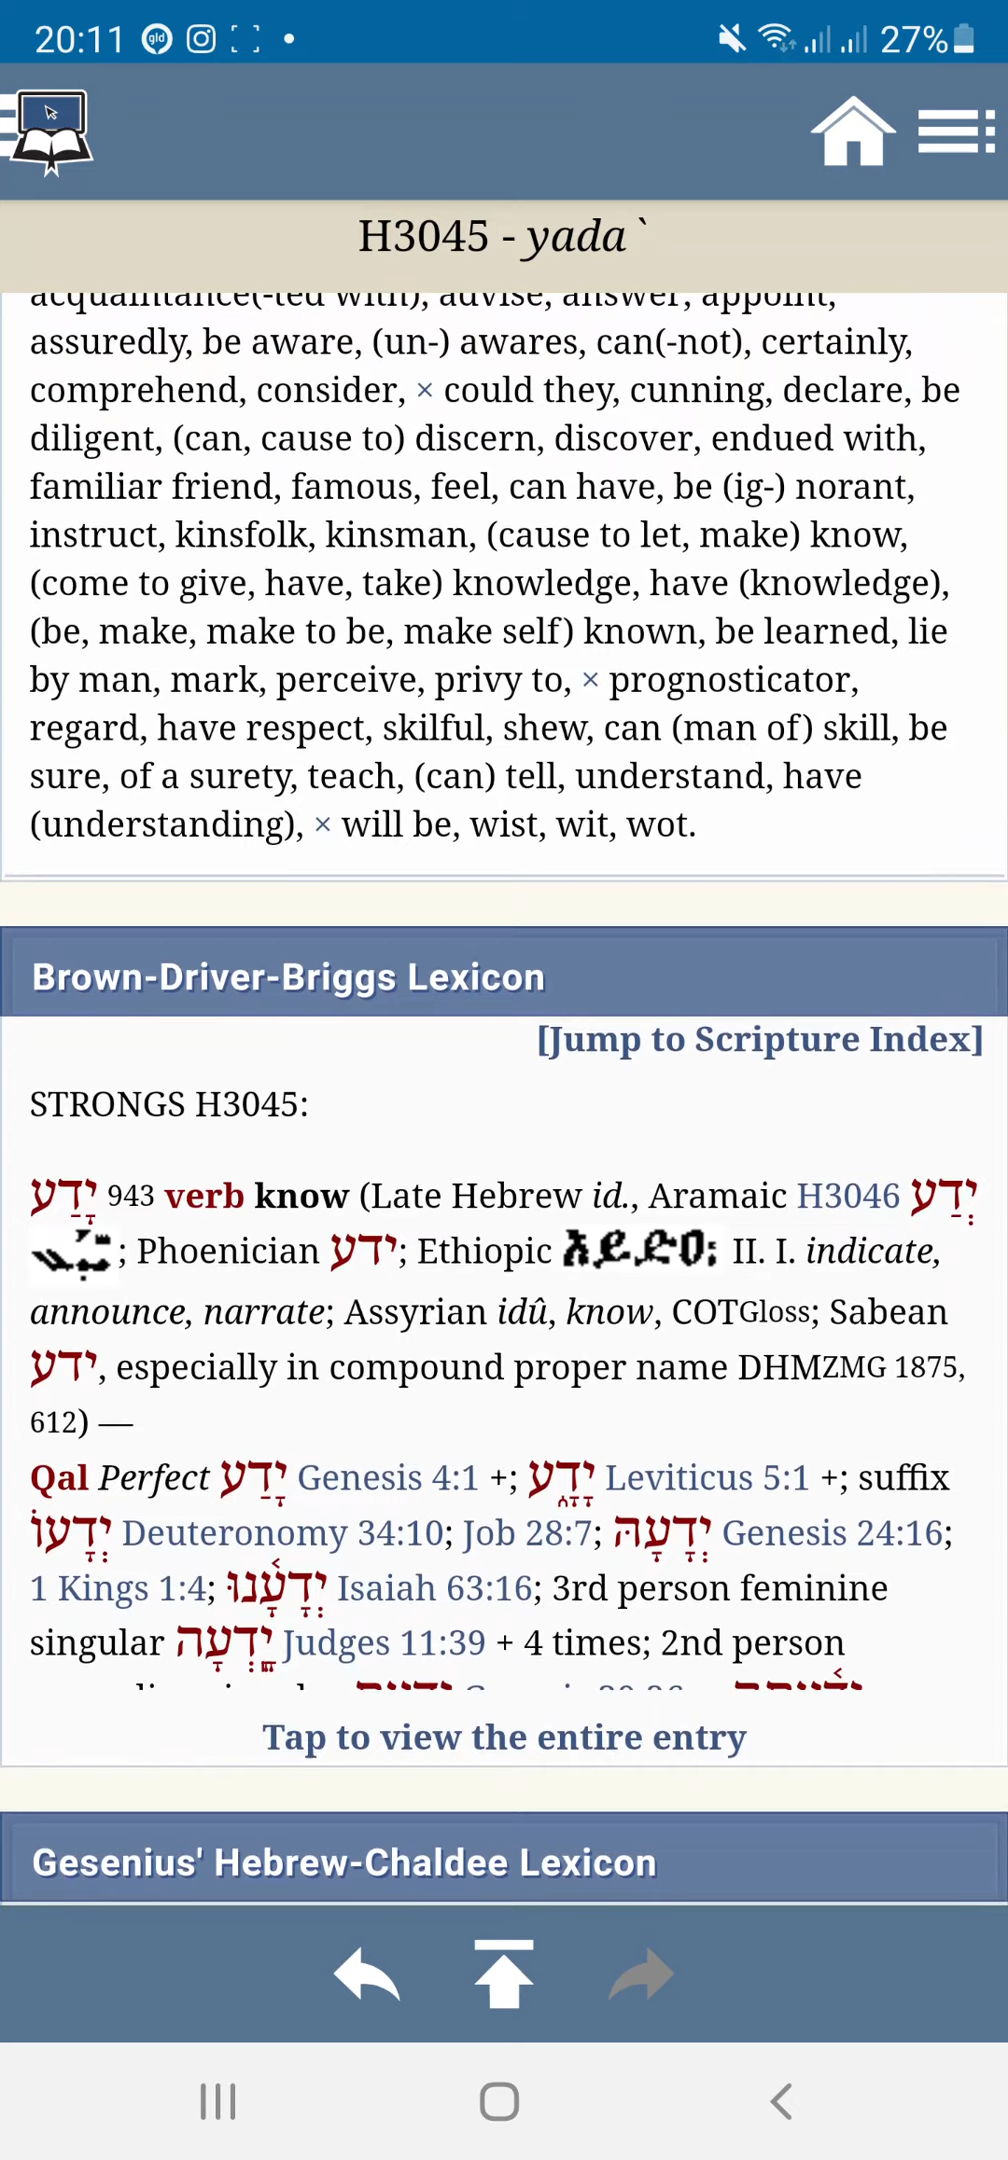 20:11 gld 27%
H3045 - yada `
acquaintance(-ted with), advise, answer, appoint,
assuredly, be aware, (un-) awares, can(-not), certainly,
comprehend, consider, × could they, cunning, declare, be
diligent, (can, cause to) discern, discover, endued with,
familiar friend, famous, feel, can have, be (ig-) norant,
instruct, kinsfolk, kinsman, (cause to let, make) know,
(come to give, have, take) knowledge, have (knowledge),
(be, make, make to be, make self) known, be learned, lie
by man, mark, perceive, privy to, × prognosticator,
regard, have respect, skilful, shew, can (man of) skill, be
sure, of a surety, teach, (can) tell, understand, have
(understanding), × will be, wist, wit, wot.
Brown-Driver-Briggs Lexicon
[Jump to Scripture Index]
STRONGS H3045:
יָדַע 943 verb know (Late Hebrew id., Aramaic H3046 יְדַע
; Phoenician ידע; Ethiopic አይድዐ: II. I. indicate,
announce, narrate; Assyrian idû, know, COTGloss; Sabean
ידע, especially in compound proper name DHMZMG 1875,
612) —
Qal Perfect יָדַע Genesis 4:1 +; יָדָ֑ע Leviticus 5:1 +; suffix
יְדָעוֹ Deuteronomy 34:10; Job 28:7; יְדָעָהּ Genesis 24:16;
1 Kings 1:4; יְדָעָ֫נוּ Isaiah 63:16; 3rd person feminine
singular יָֽדְעָה Judges 11:39 + 4 times; 2nd person
Tap to view the entire entry
Gesenius' Hebrew-Chaldee Lexicon